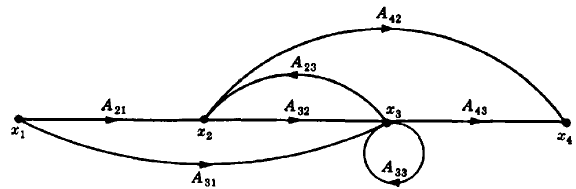 A₄₂
A₂₃
A₂₁ A₃₂ A₄₃
x₁ x₂ x₃ x₄
A₃₁ A₃₃